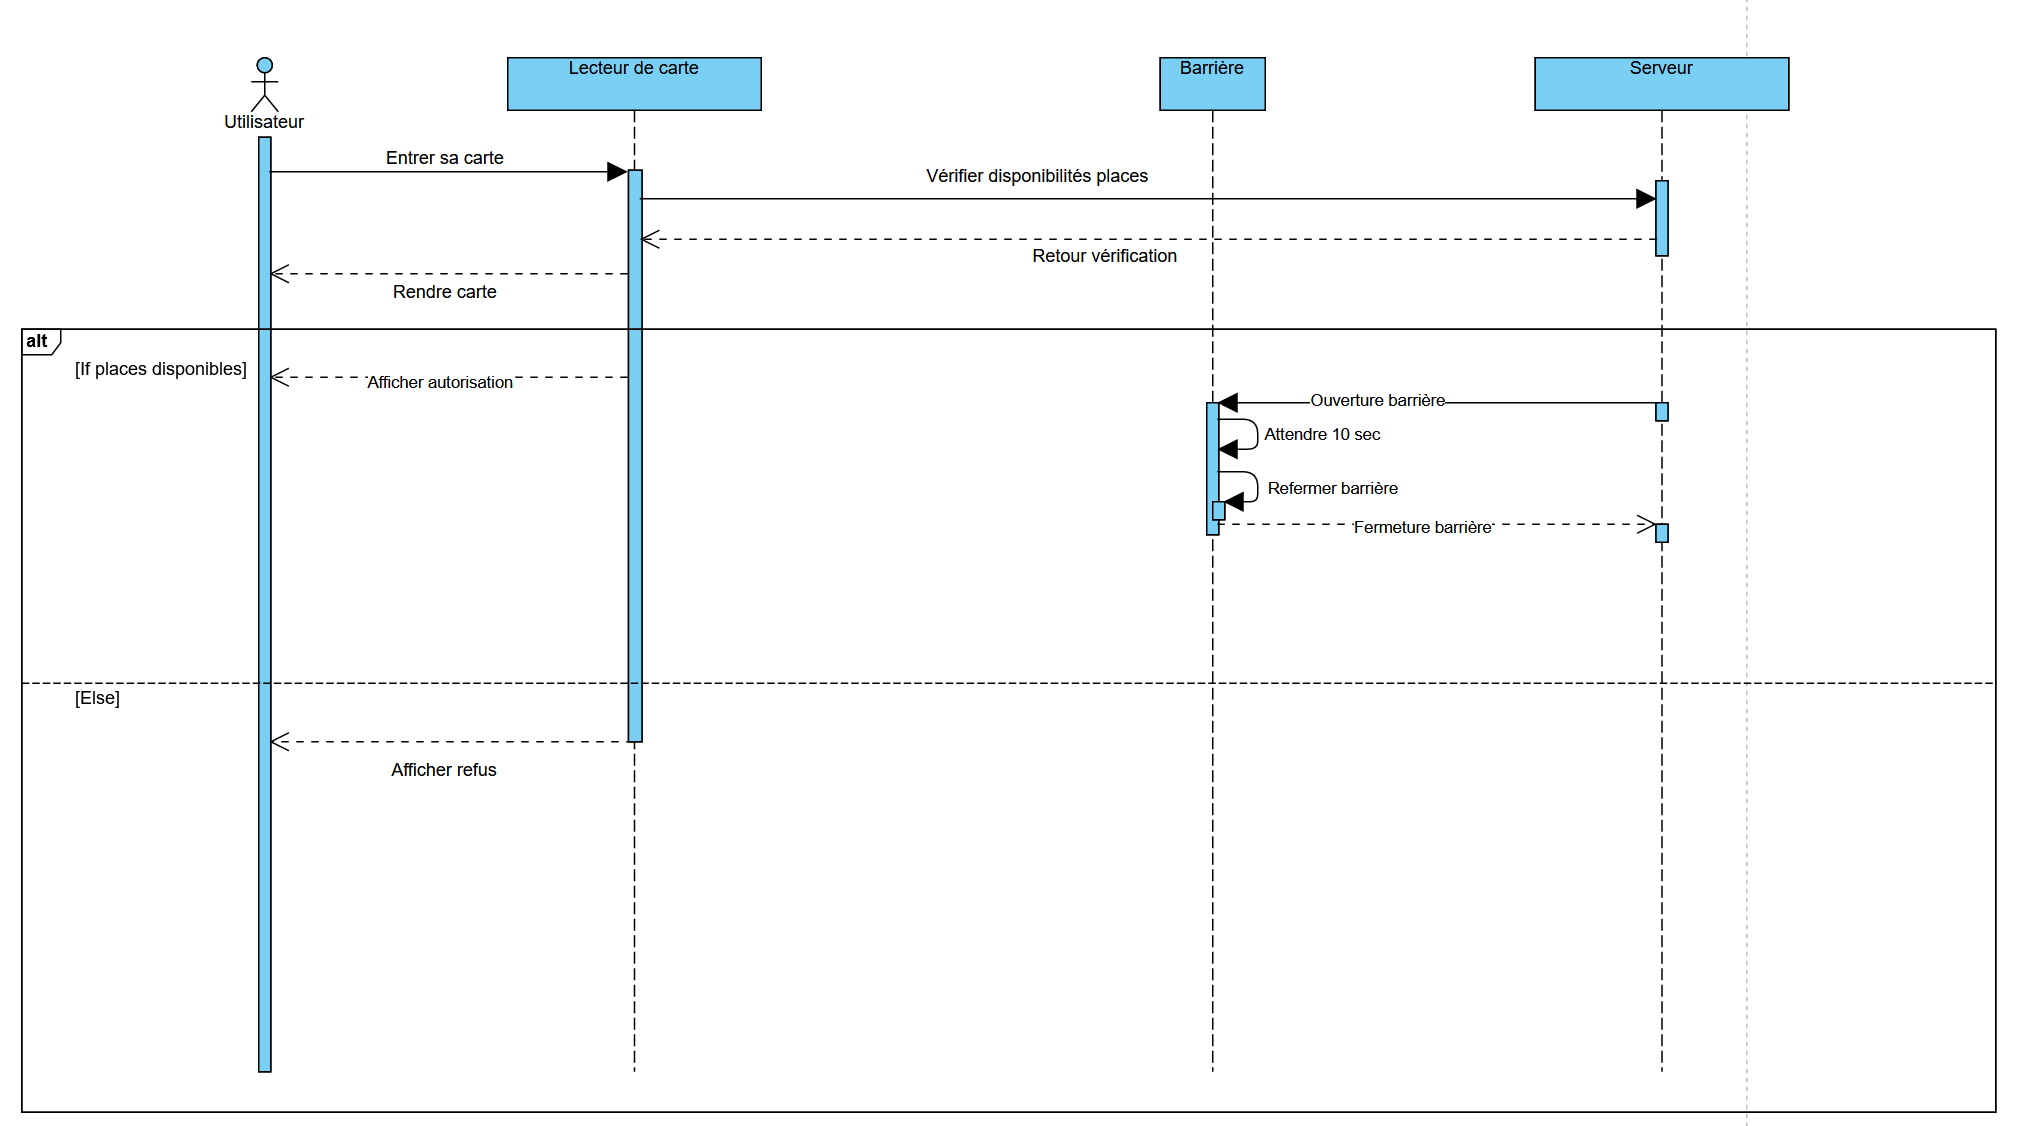 Lecteur de carte
Barrière
Serveur
Utilisateur
Entrer sa carte
Vérifier disponibilités places
Retour vérification
Rendre carte
alt
[If places disponibles]
Afficher autorisation
Ouverture barrière
Attendre 10 sec
Refermer barrière
Fermeture barrière
[Else]
Afficher refus